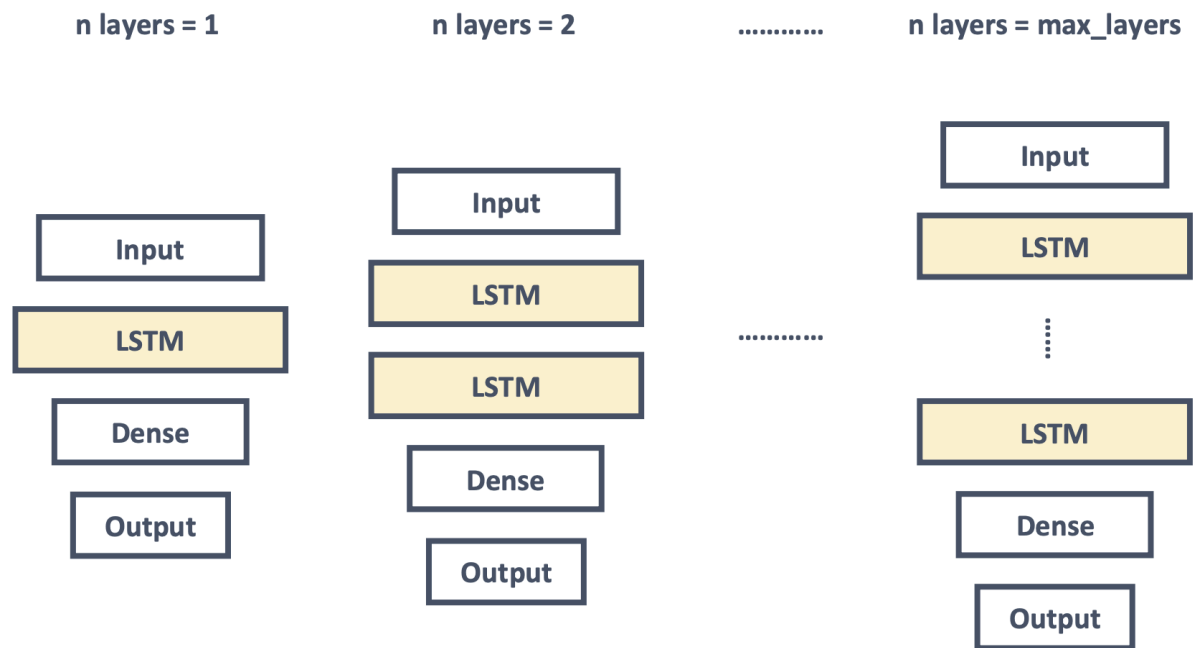 n layers = 1
n layers = 2
............
n layers = max_layers
Input
LSTM
Dense
Output
Input
LSTM
LSTM
Dense
Output
............
Input
LSTM
......
LSTM
Dense
Output